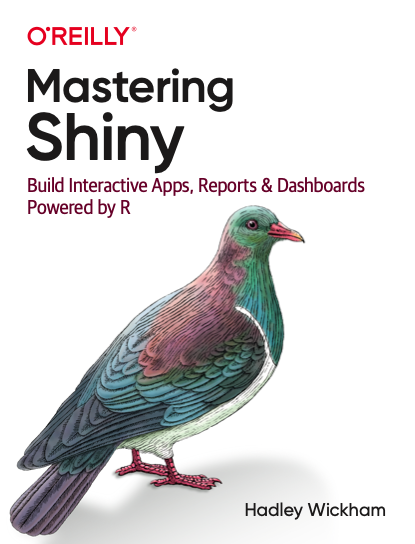 O'REILLY®
Mastering
Shiny
Build Interactive Apps, Reports & Dashboards
Powered by R
Hadley Wickham